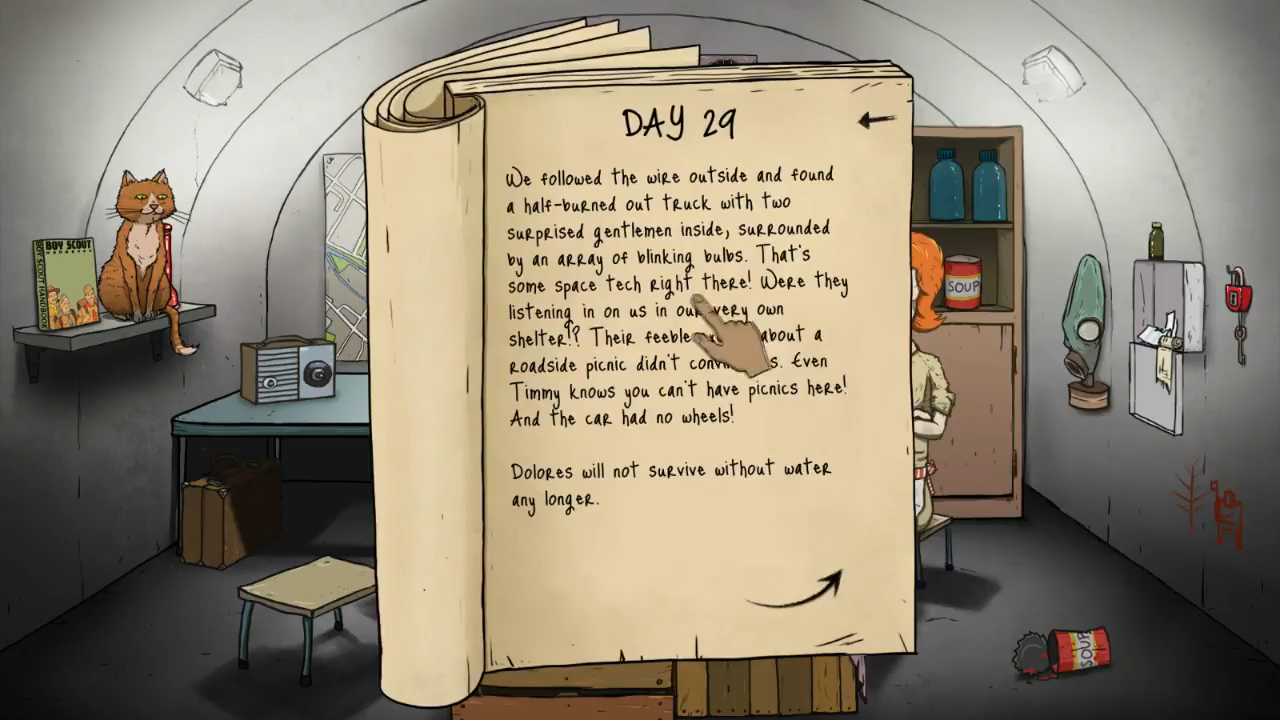 DAY 29
We followed the wire outside and found
a half-burned out truck with two
surprised gentlemen inside, surrounded
by an array of blinking bulbs. That's
some space tech right there! Were they
listening in on us in our very own
shelter!? Their feeble about a
roadside picnic didn't Even
Timmy knows you can't have picnics here!
And the car had no wheels!
Dolores will not survive without water
any longer.
BOY SCOUT
BOY SCOUT HANDBOOK
SOUP
SOUP